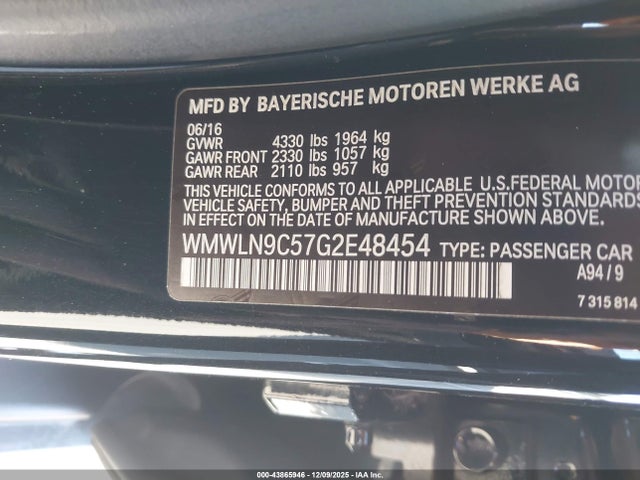 MFD BY BAYERISCHE MOTOREN WERKE AG
06/16
GVWR 4330 lbs 1964 kg
GAWR FRONT 2330 lbs 1057 kg
GAWR REAR 2110 lbs 957 kg
THIS VEHICLE CONFORMS TO ALL APPLICABLE U.S.FEDERAL MOTOR
VEHICLE SAFETY, BUMPER AND THEFT PREVENTION STANDARDS
IN EFFECT ON THE DATE OF MANUFACTURE SHOWN ABOVE.
WMWLN9C57G2E48454 TYPE: PASSENGER CAR
A94/9
7 315 814
00-43865946 - 12/09/2025 - IAA Inc.